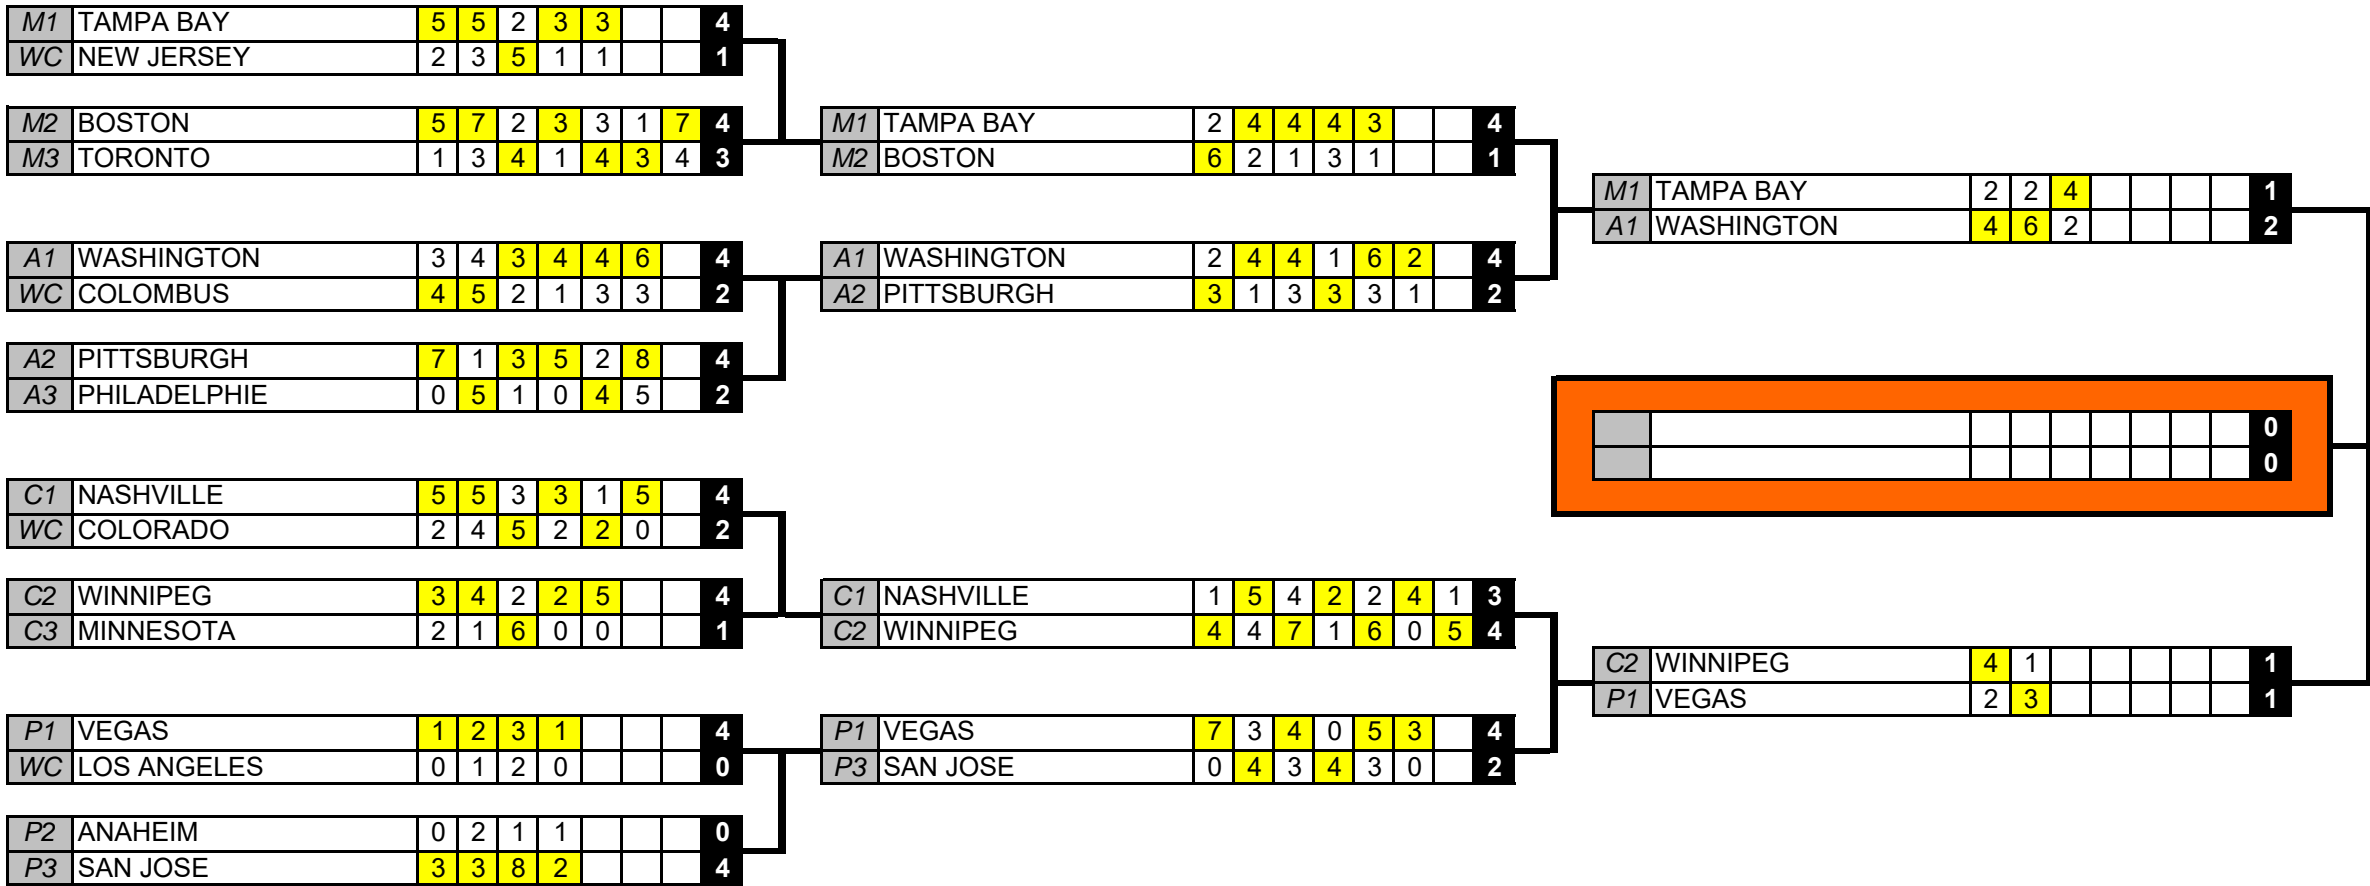 M1 TAMPA BAY 5 5 2 3 3 4
WC NEW JERSEY 2 3 5 1 1 1
M2 BOSTON 5 7 2 3 3 1 7 4
M3 TORONTO 1 3 4 1 4 3 4 3
A1 WASHINGTON 3 4 3 4 4 6 4
WC COLOMBUS 4 5 2 1 3 3 2
A2 PITTSBURGH 7 1 3 5 2 8 4
A3 PHILADELPHIE 0 5 1 0 4 5 2
C1 NASHVILLE 5 5 3 3 1 5 4
WC COLORADO 2 4 5 2 2 0 2
C2 WINNIPEG 3 4 2 2 5 4
C3 MINNESOTA 2 1 6 0 0 1
P1 VEGAS 1 2 3 1 4
WC LOS ANGELES 0 1 2 0 0
P2 ANAHEIM 0 2 1 1 0
P3 SAN JOSE 3 3 8 2 4
M1 TAMPA BAY 2 4 4 4 3 4
M2 BOSTON 6 2 1 3 1 1
A1 WASHINGTON 2 4 4 1 6 2 4
A2 PITTSBURGH 3 1 3 3 3 1 2
C1 NASHVILLE 1 5 4 2 2 4 1 3
C2 WINNIPEG 4 4 7 1 6 0 5 4
P1 VEGAS 7 3 4 0 5 3 4
P3 SAN JOSE 0 4 3 4 3 0 2
M1 TAMPA BAY 2 2 4 1
A1 WASHINGTON 4 6 2 2
0
0
C2 WINNIPEG 4 1 1
P1 VEGAS 2 3 1